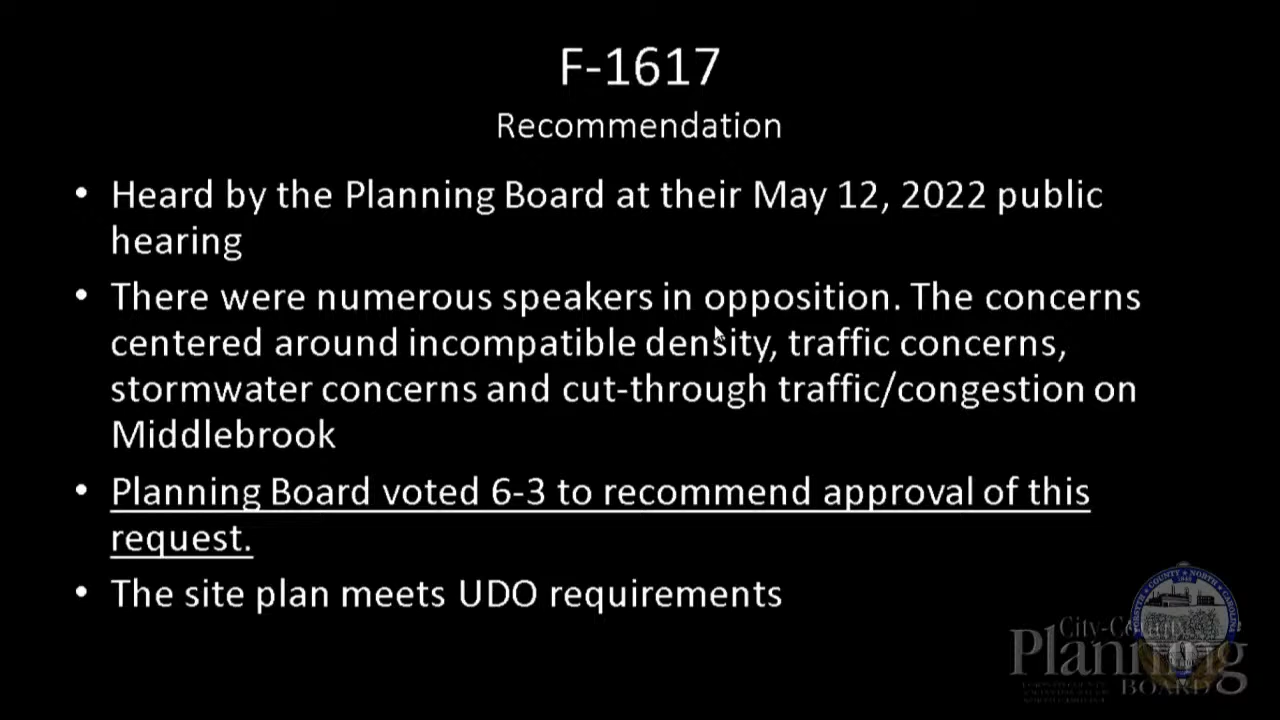 F-1617
Recommendation
• Heard by the Planning Board at their May 12, 2022 public
hearing
• There were numerous speakers in opposition. The concerns
centered around incompatible density, traffic concerns,
stormwater concerns and cut-through traffic/congestion on
Middlebrook
• Planning Board voted 6-3 to recommend approval of this
request.
• The site plan meets UDO requirements
City-County
Planning
BOARD